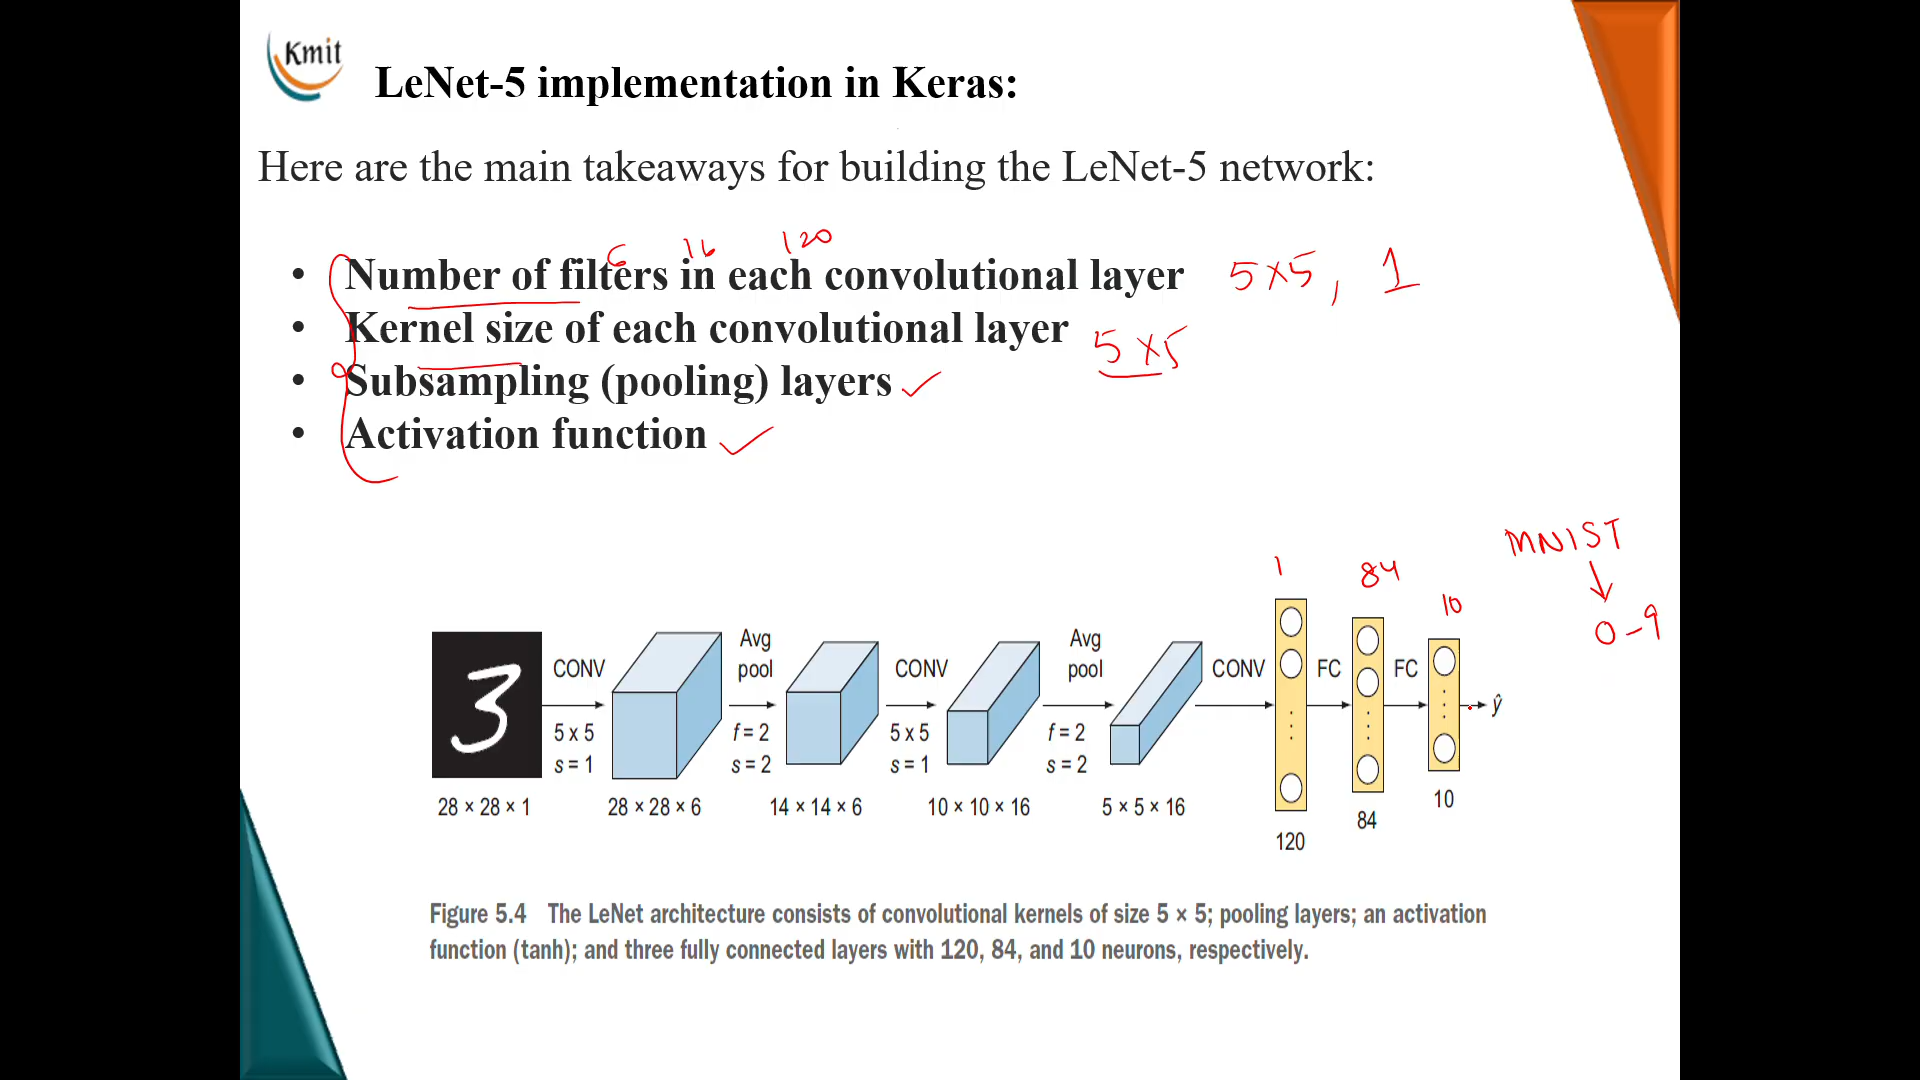 Kmit
LeNet-5 implementation in Keras:
Here are the main takeaways for building the LeNet-5 network:
6 16 120
• Number of filters in each convolutional layer 5×5, 1
• Kernel size of each convolutional layer 5×5
• Subsampling (pooling) layers ✓
• Activation function ✓
MNIST
↓
0-9
1 84 10
3
CONV
5 x 5
s = 1
Avg
pool
f = 2
s = 2
CONV
5 x 5
s = 1
Avg
pool
f = 2
s = 2
CONV
FC
FC
ŷ
28 × 28 × 1
28 × 28 × 6
14 × 14 × 6
10 × 10 × 16
5 × 5 × 16
120
84
10
Figure 5.4 The LeNet architecture consists of convolutional kernels of size 5 × 5; pooling layers; an activation
function (tanh); and three fully connected layers with 120, 84, and 10 neurons, respectively.